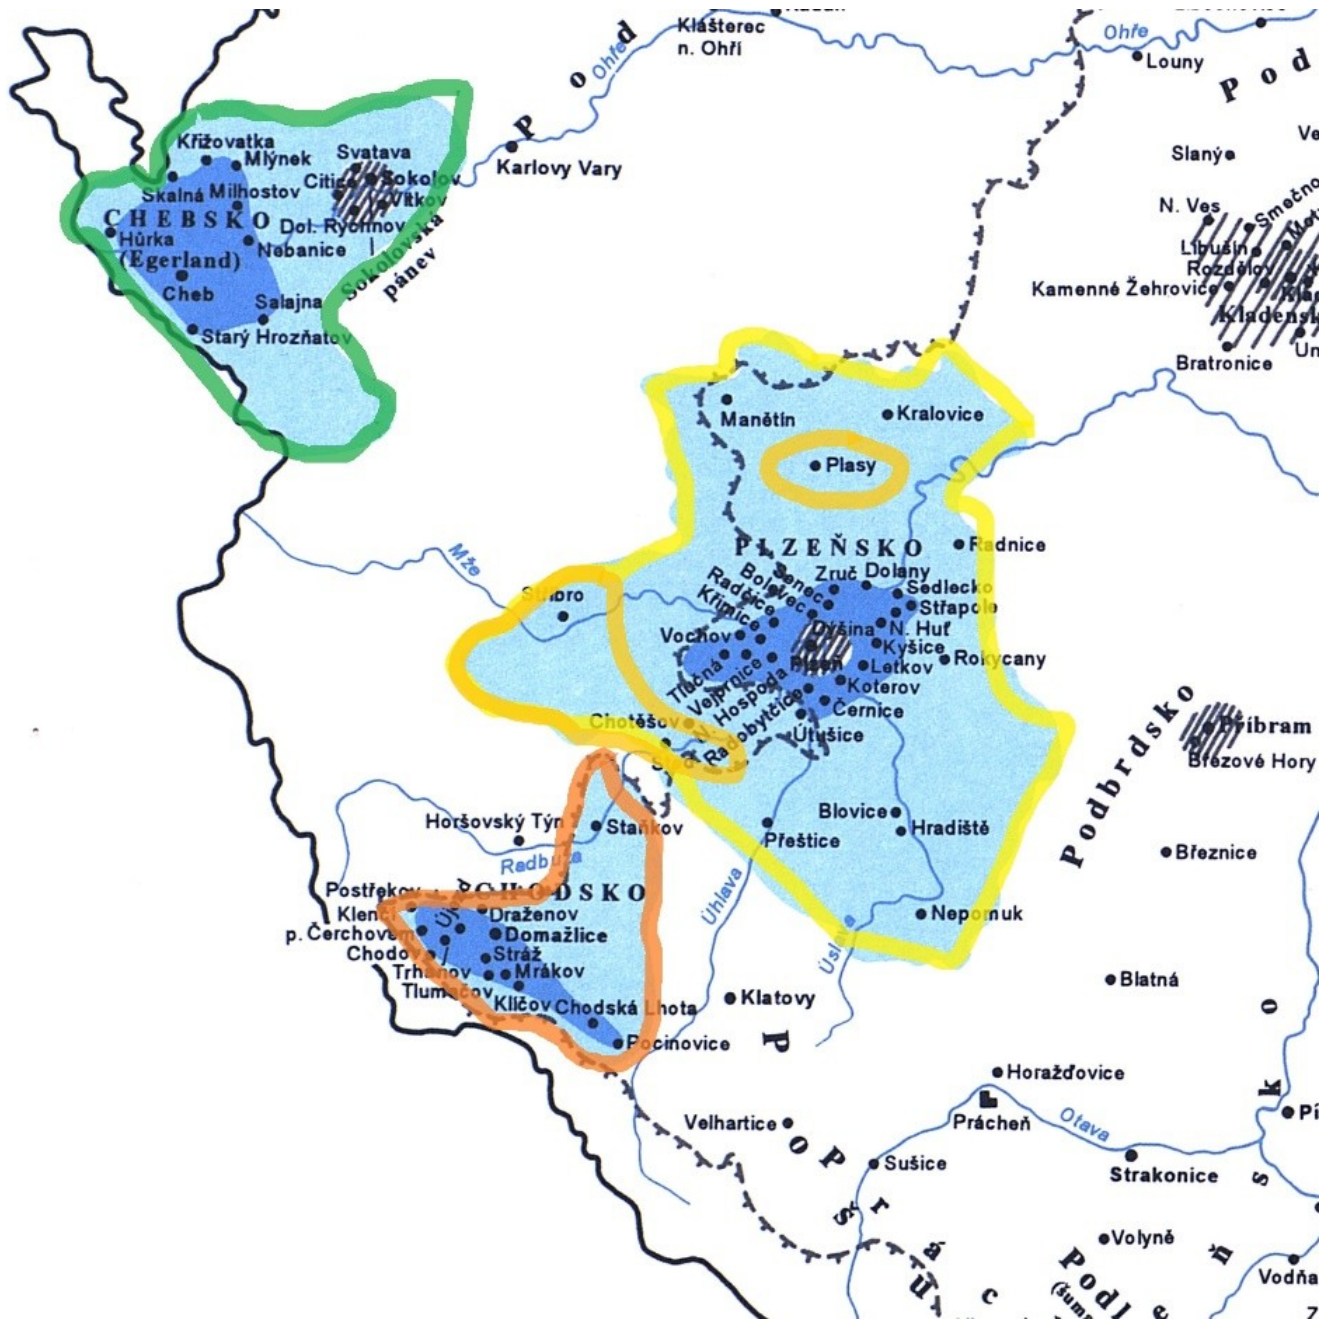 Klášterec
n. Ohří
Ohře
Ohře
Louny
P o d
P o d
Karlovy Vary
Slaný
N. Ves
Smečno
Libušín
Rozdělov
Kamenné Žehrovice
Bratronice
Křižovatka
Mlýnek
Svatava
Skalná
Milhostov
Citice
Sokolov
Vítkov
CHEBSKO
Dol. Rychnov
Hůrka
(Egerland)
Nebanice
Sokolovská
pánev
Cheb
Salajna
Starý Hrozňatov
Manětín
Kralovice
Plasy
PLZEŇSKO
Radnice
Mže
Stříbro
Senec
Bolevec
Radčice
Křimice
Zruč
Dolany
Sedlecko
Střapole
Vochov
Dýšina
N. Huť
Kyšice
Plzeň
Letkov
Rokycany
Tlučná
Vejprnice
N. Hospoda
Radobytčice
Koterov
Černice
Útušice
Chotěšov
Podbrdsko
Příbram
Březové Hory
Blovice
Hradiště
Přeštice
Březnice
Horšovský Týn
Staňkov
Radbuza
CHODSKO
Úhlava
Úslava
Nepomuk
Postřekov
Klenčí
p. Čerchovem
Chodov
Újezd
Draženov
Domažlice
Stráž
Trhanov
Mrákov
Tlumačov
Klíčov
Chodská Lhota
Pocinovice
Klatovy
Blatná
Horažďovice
Prácheň
Otava
Velhartice
Sušice
Strakonice
Volyně